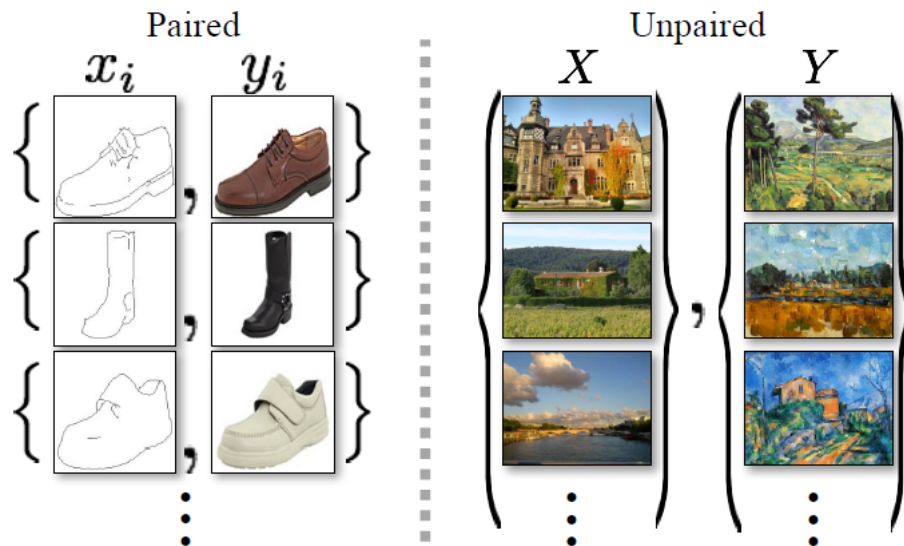 Paired
Unpaired
x_i y_i
X Y
{ , }
{ , }
{ , }
{ } , { }
⋮
⋮ ⋮